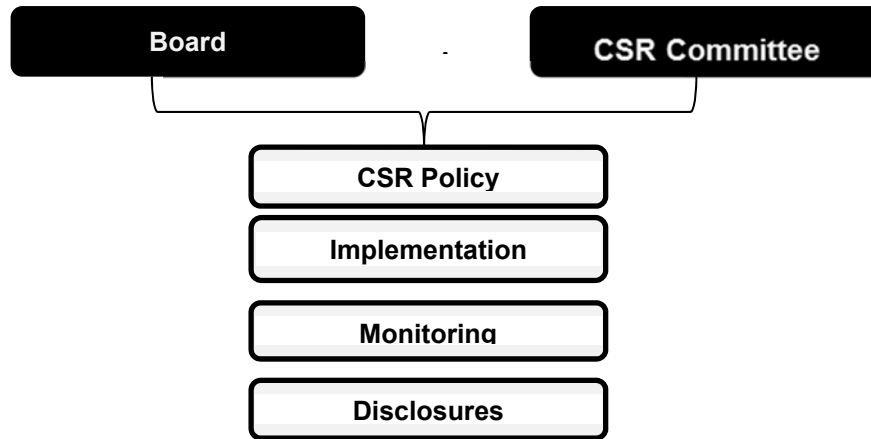 Board
-
CSR Committee
CSR Policy
Implementation
Monitoring
Disclosures